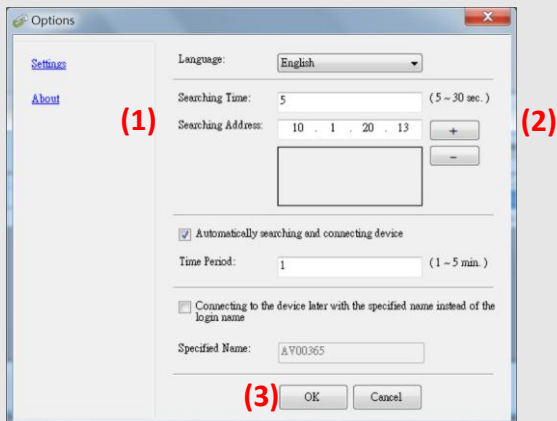 Options
Settings
About
Language:
English
(1)
Searching Time:
5
( 5 ~ 30 sec. )
Searching Address:
10 . 1 . 20 . 13
+
(2)
–
Automatically searching and connecting device
Time Period:
1
( 1 ~ 5 min. )
Connecting to the device later with the specified name instead of the
login name
Specified Name:
AV00365
(3)
OK
Cancel